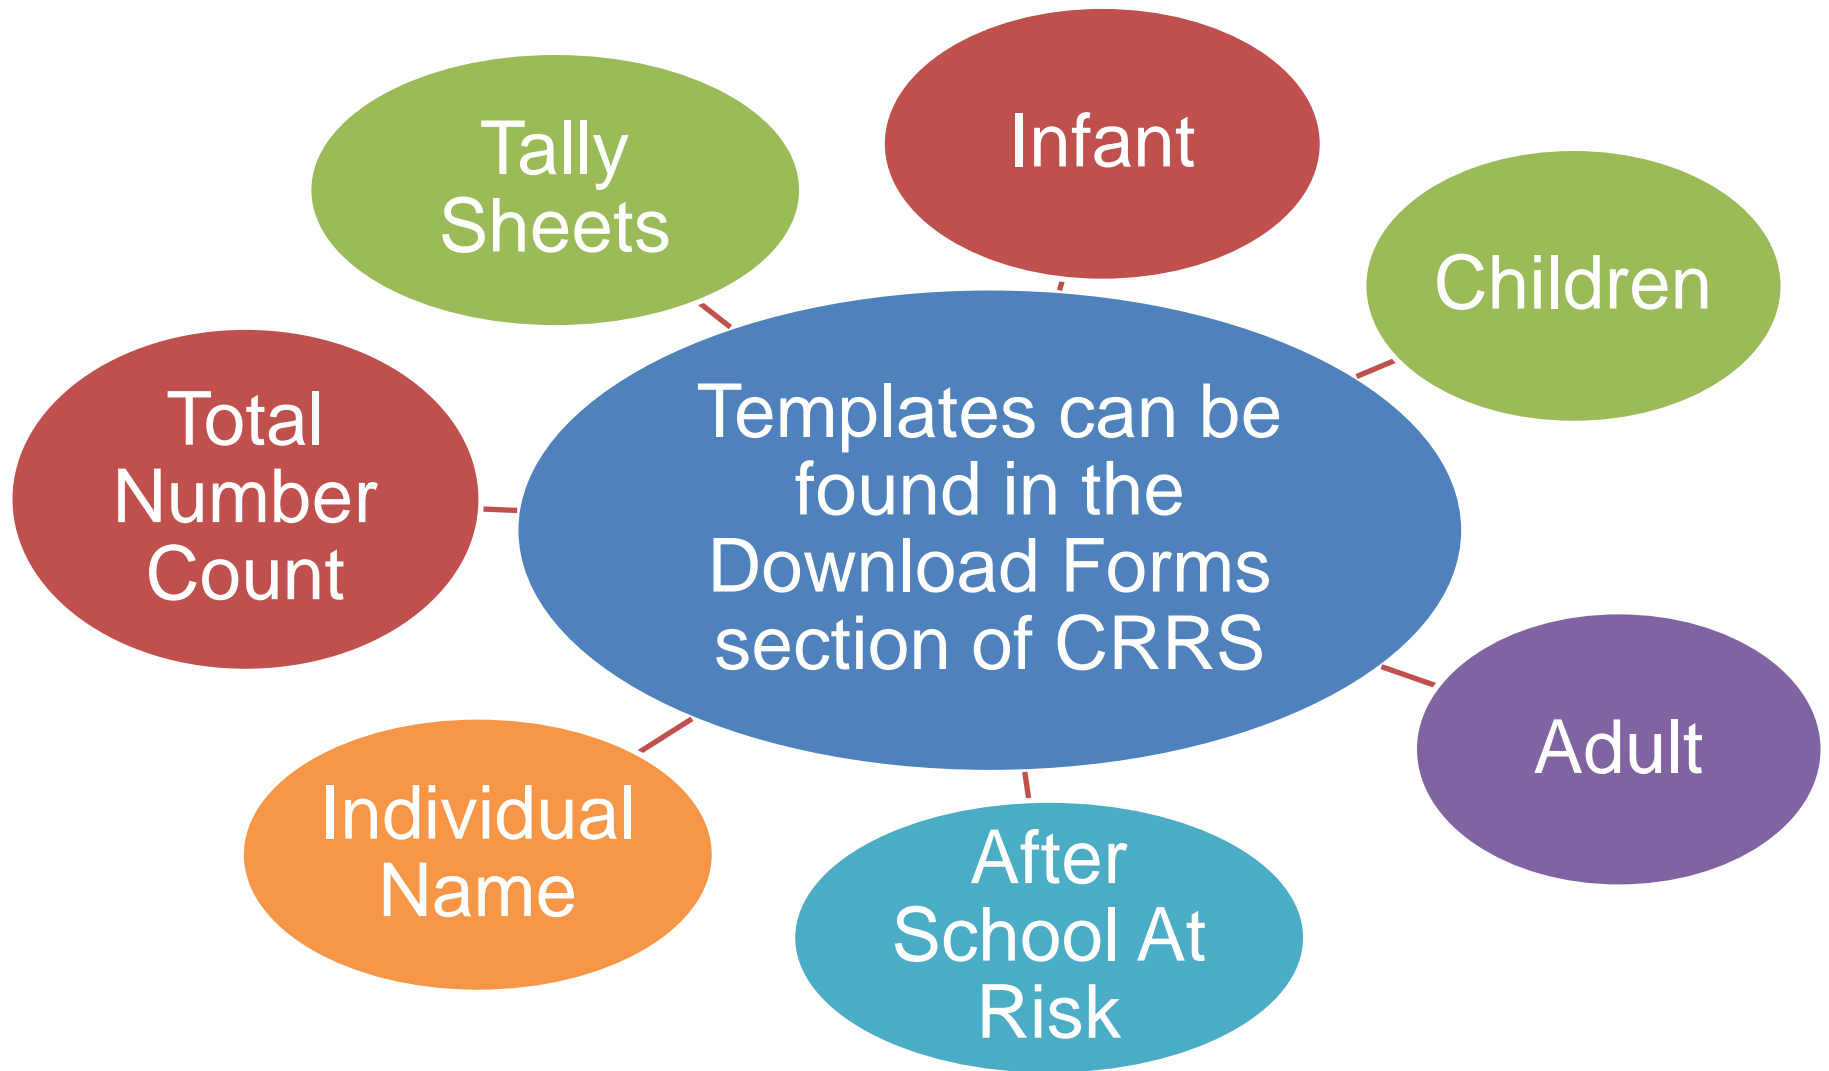 Tally
Sheets
Infant
Children
Total
Number
Count
Templates can be
found in the
Download Forms
section of CRRS
Adult
Individual
Name
After
School At
Risk